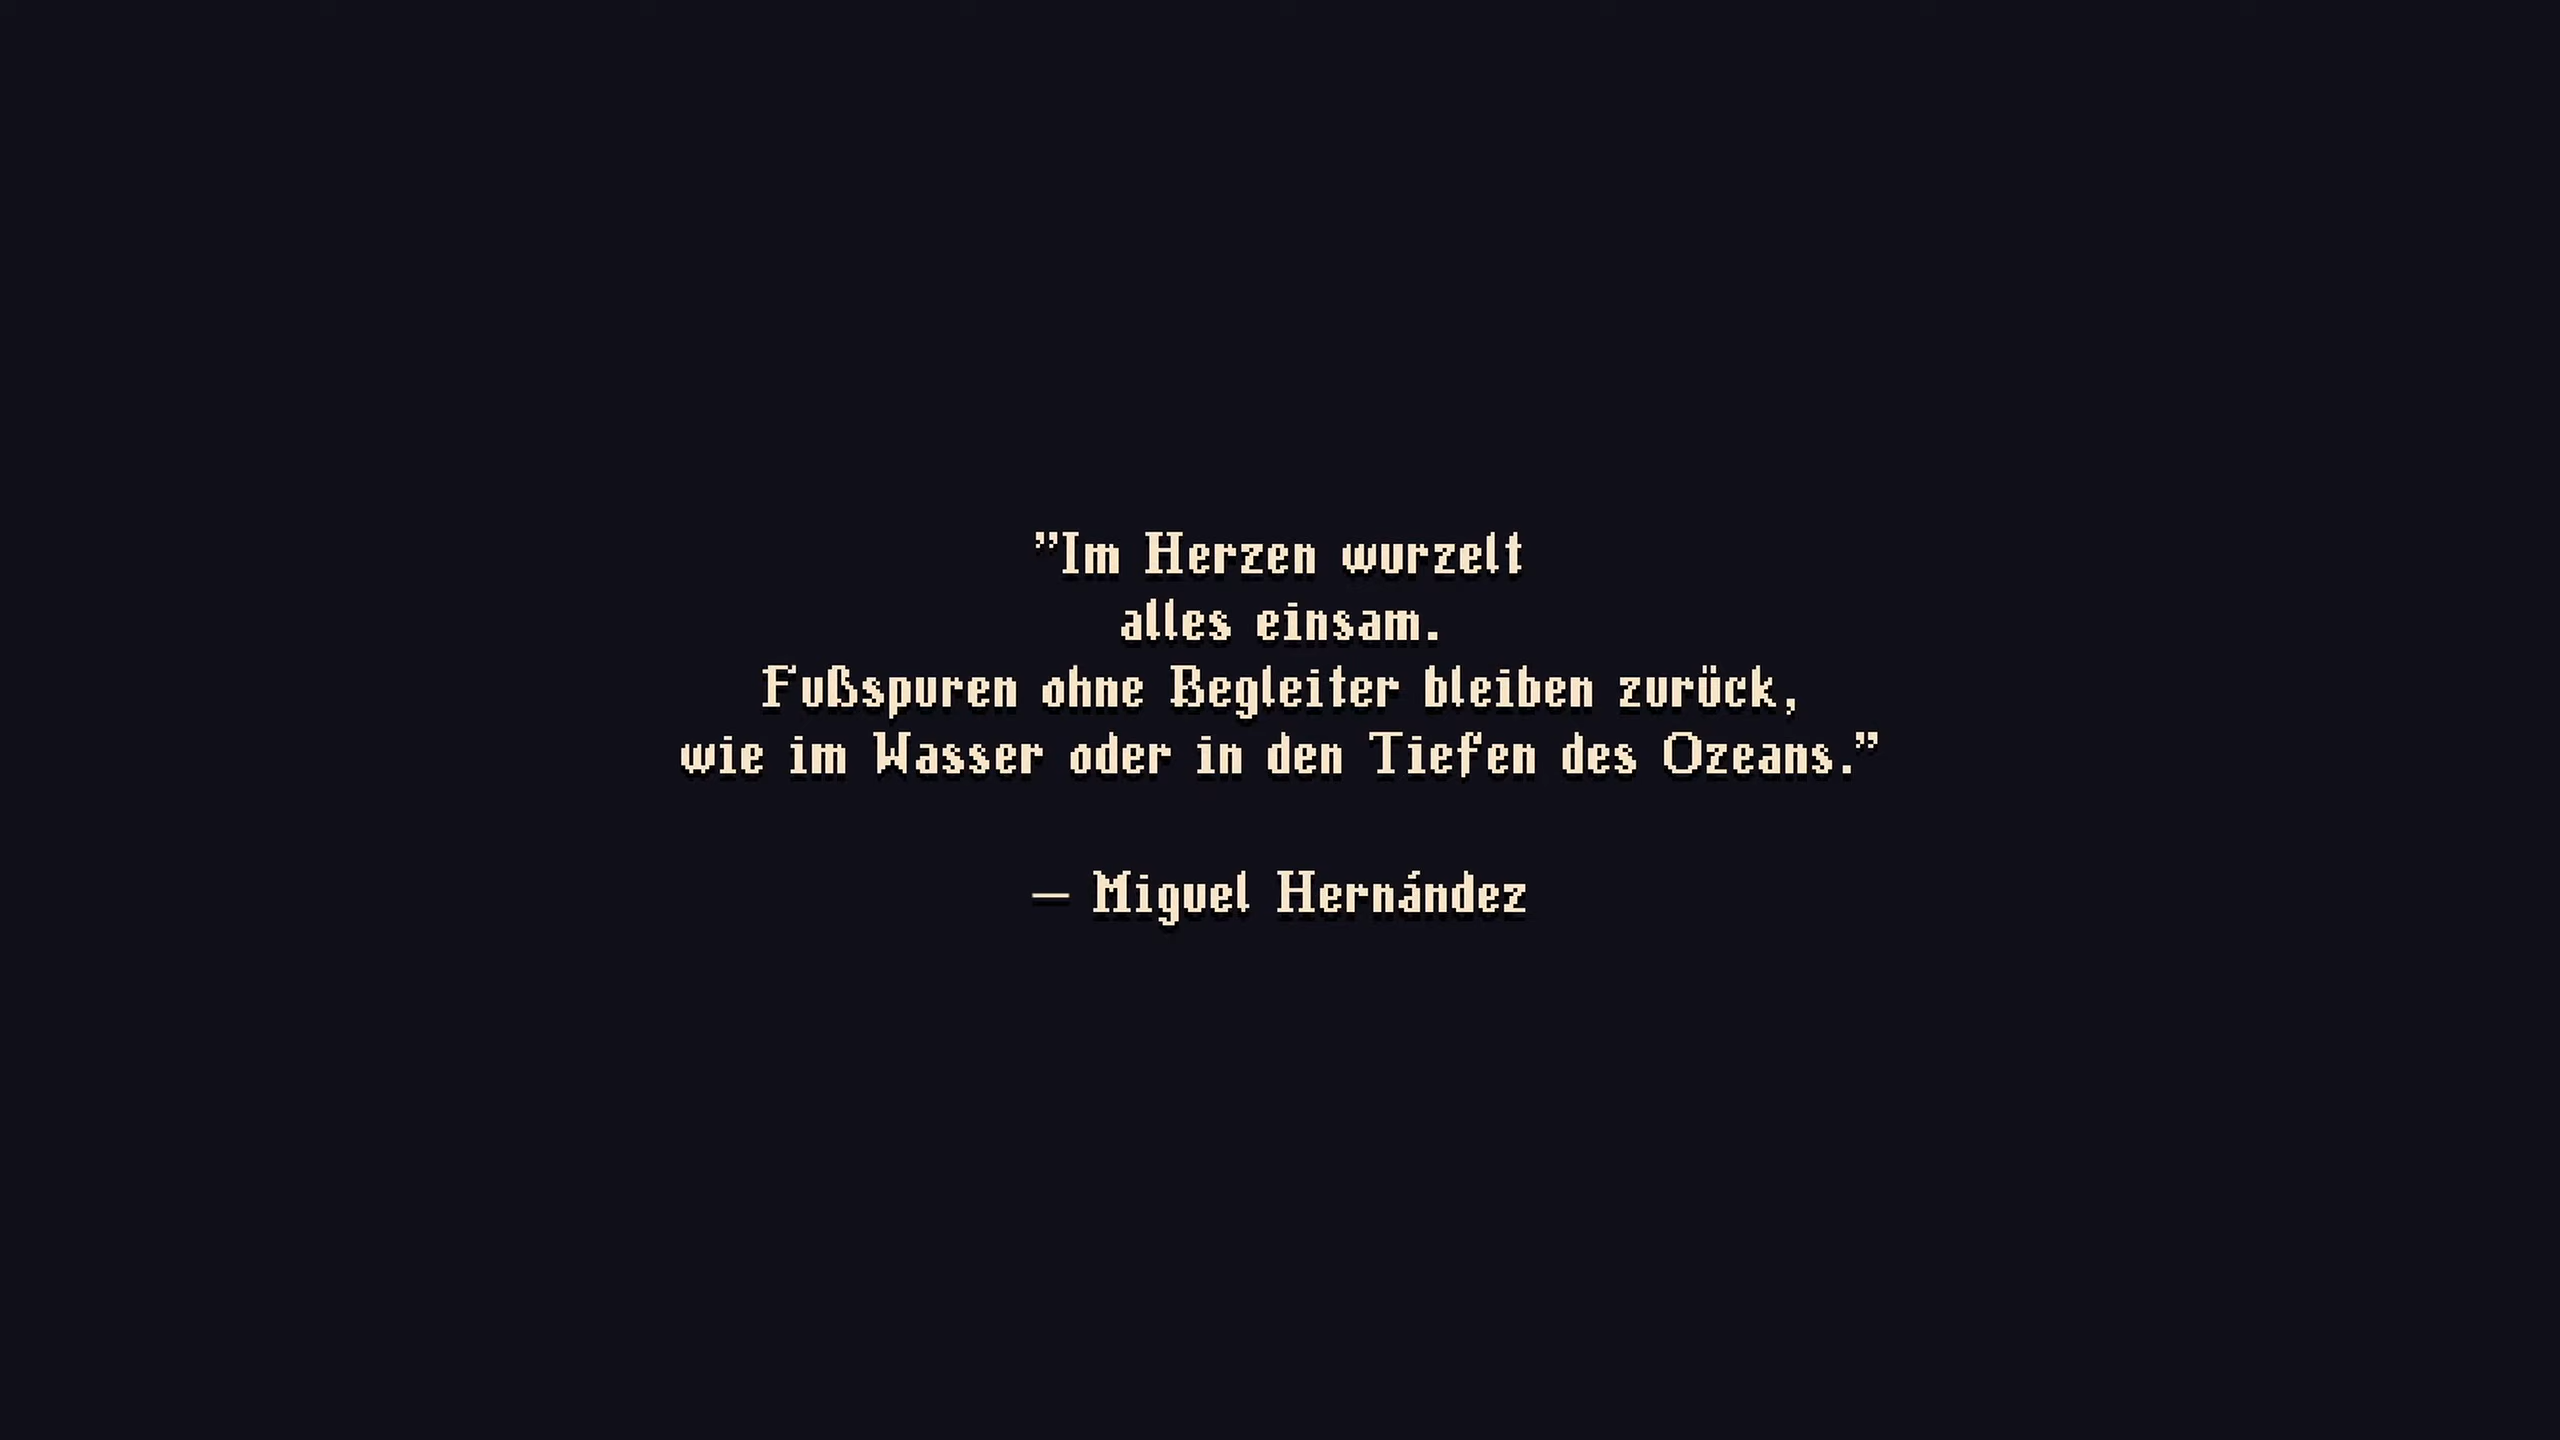 ”Im Herzen wurzelt
alles einsam.
Fußspuren ohne Begleiter bleiben zurück,
wie im Wasser oder in den Tiefen des Ozeans.”
— Miguel Hernández